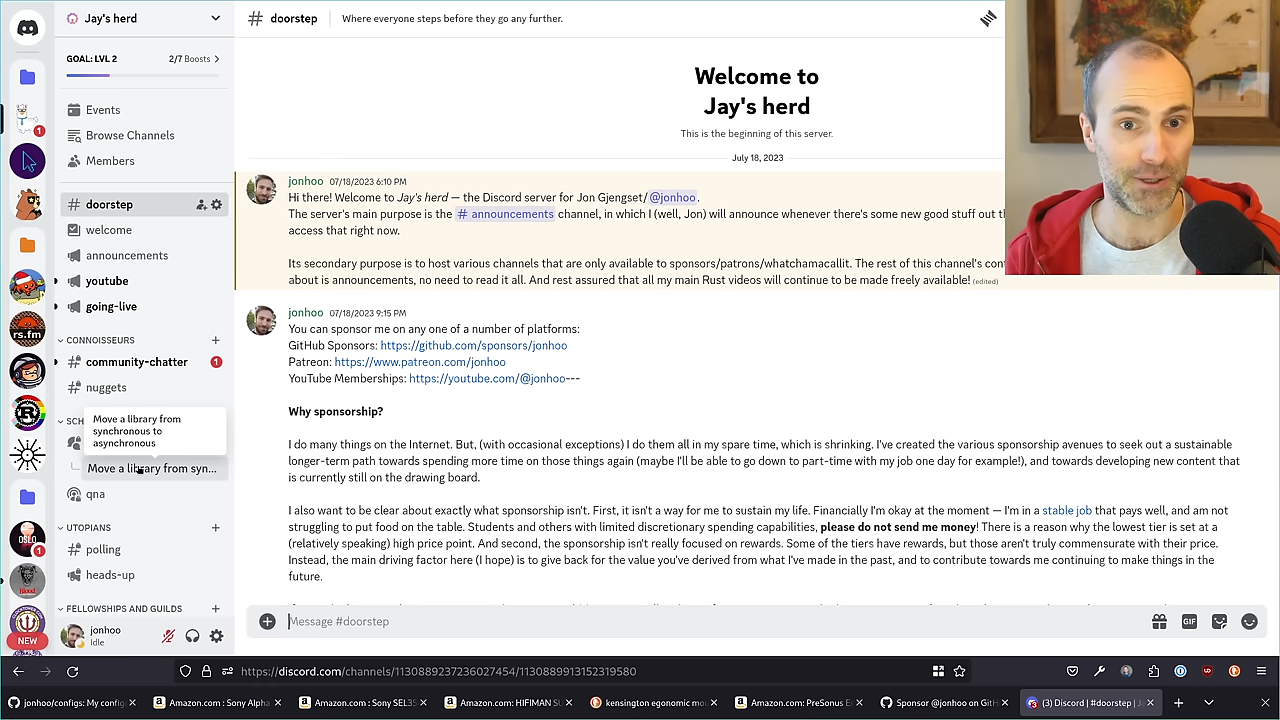 Jay's herd
GOAL: LVL 2
2/7 Boosts
Events
Browse Channels
Members
doorstep
welcome
announcements
youtube
going-live
CONNOISSEURS
community-chatter
1
nuggets
SCH
Move a library from
synchronous to
asynchronous
Move a library from syn...
qna
UTOPIANS
polling
heads-up
FELLOWSHIPS AND GUILDS
jonhoo
Idle
1
rs.fm
OSLO
1
NEW
doorstep
Where everyone steps before they go any further.
Welcome to
Jay's herd
This is the beginning of this server.
July 18, 2023
jonhoo 07/18/2023 6:10 PM
Hi there! Welcome to Jay's herd — the Discord server for Jon Gjengset/ @jonhoo .
The server's main purpose is the # announcements channel, in which I (well, Jon) will announce whenever there's some new good stuff out
access that right now.
Its secondary purpose is to host various channels that are only available to sponsors/patrons/whatchamacallit. The rest of this channel's
about is announcements, no need to read it all. And rest assured that all my main Rust videos will continue to be made freely available! (edited)
jonhoo 07/18/2023 9:15 PM
You can sponsor me on any one of a number of platforms:
GitHub Sponsors: https://github.com/sponsors/jonhoo
Patreon: https://www.patreon.com/jonhoo
YouTube Memberships: https://youtube.com/@jonhoo---
Why sponsorship?
I do many things on the Internet. But, (with occasional exceptions) I do them all in my spare time, which is shrinking. I've created the various sponsorship avenues to seek out a sustainable
longer-term path towards spending more time on those things again (maybe I'll be able to go down to part-time with my job one day for example!), and towards developing new content that
is currently still on the drawing board.
I also want to be clear about exactly what sponsorship isn't. First, it isn't a way for me to sustain my life. Financially I'm okay at the moment — I'm in a stable job that pays well, and am not
struggling to put food on the table. Students and others with limited discretionary spending capabilities, please do not send me money! There is a reason why the lowest tier is set at a
(relatively speaking) high price point. And second, the sponsorship isn't really focused on rewards. Some of the tiers have rewards, but those aren't truly commensurate with their price.
Instead, the main driving factor here (I hope) is to give back for the value you've derived from what I've made in the past, and to contribute towards me continuing to make things in the
future.
Message #doorstep
GIF
https://discord.com/channels/1130889237236027454/1130889913152319580
jonhoo/configs: My config
Amazon.com : Sony Alpha
Amazon.com : Sony SEL35
Amazon.com: HIFIMAN SU
kensington egonomic mo
Amazon.com: PreSonus E
Sponsor @jonhoo on GitH
(3) Discord | #doorstep | J